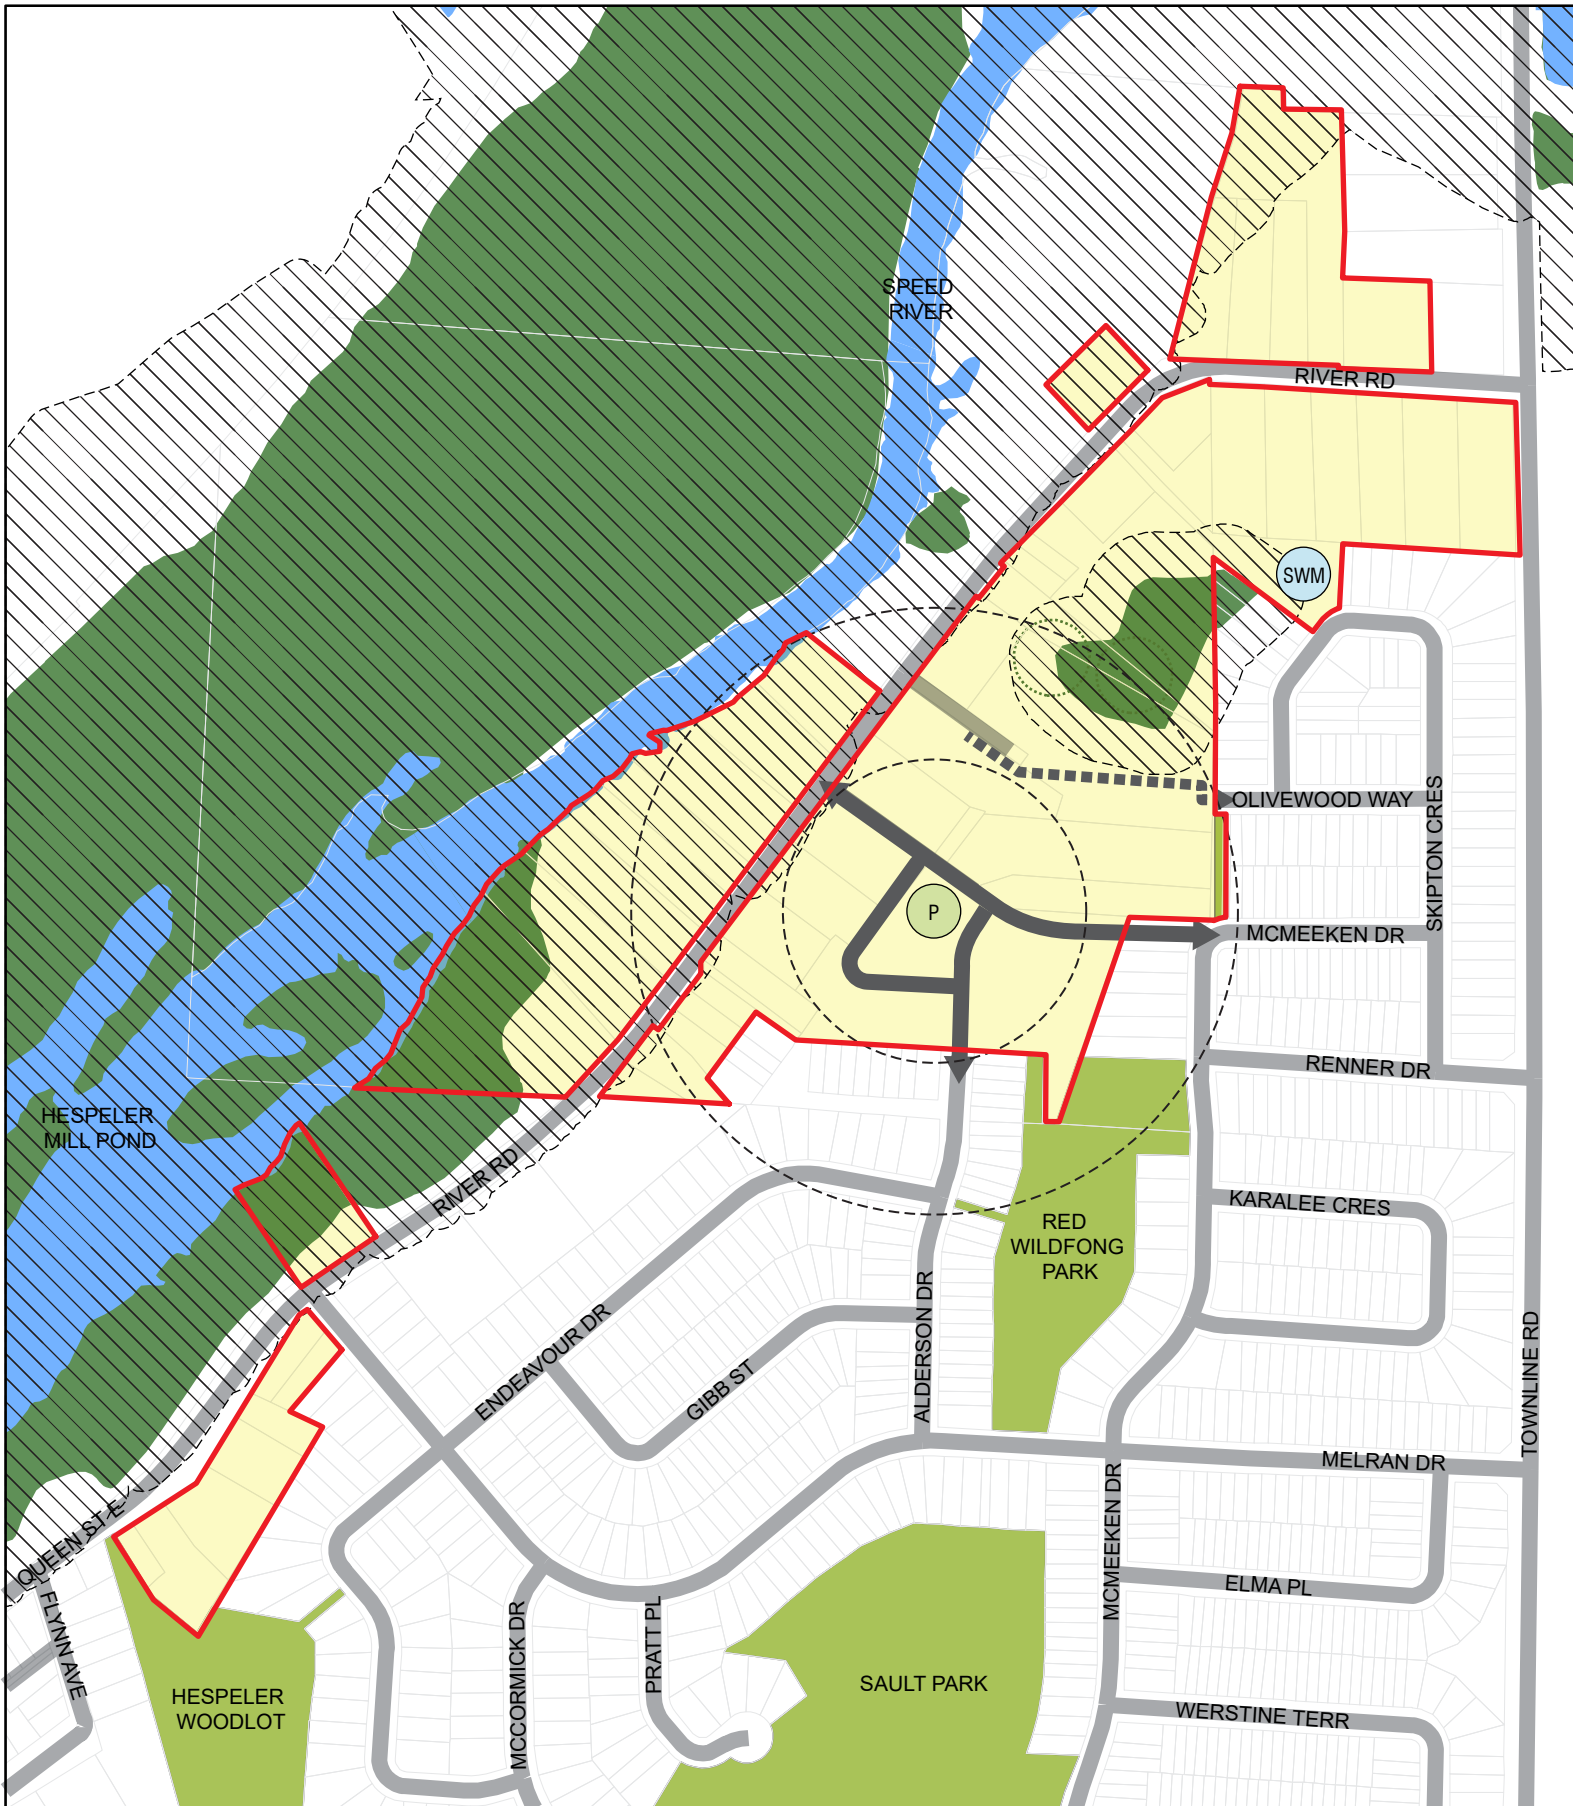 SPEED
RIVER
RIVER RD
SWM
OLIVEWOOD WAY
SKIPTON CRES
P
MCMEEKEN DR
RENNER DR
HESPELER
MILL POND
RIVER RD
KARALEE CRES
RED
WILDFONG
PARK
ENDEAVOUR DR
GIBB ST
ALDERSON DR
TOWNLINE RD
MELRAN DR
MCMEEKEN DR
QUEEN ST E
FLYNN AVE
ELMA PL
MCCORMICK DR
PRATT PL
SAULT PARK
HESPELER
WOODLOT
WERSTINE TERR